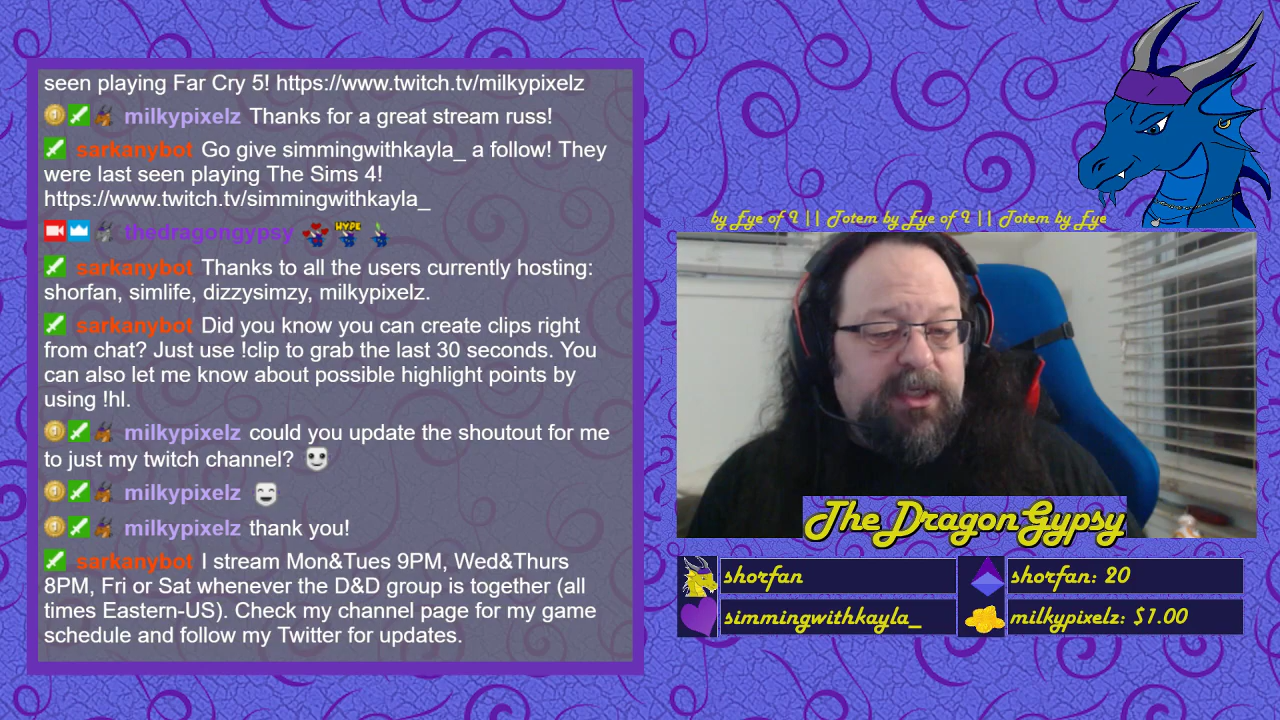 seen playing Far Cry 5! https://www.twitch.tv/milkypixelz
milkypixelz Thanks for a great stream russ!
sarkanybot Go give simmingwithkayla_ a follow! They
were last seen playing The Sims 4!
https://www.twitch.tv/simmingwithkayla_
thedragongypsy HYPE
sarkanybot Thanks to all the users currently hosting:
shorfan, simlife, dizzysimzy, milkypixelz.
sarkanybot Did you know you can create clips right
from chat? Just use !clip to grab the last 30 seconds. You
can also let me know about possible highlight points by
using !hl.
milkypixelz could you update the shoutout for me
to just my twitch channel?
milkypixelz
milkypixelz thank you!
sarkanybot I stream Mon&Tues 9PM, Wed&Thurs
8PM, Fri or Sat whenever the D&D group is together (all
times Eastern-US). Check my channel page for my game
schedule and follow my Twitter for updates.
by Eye of I || Totem by Eye of I || Totem by Eye
TheDragonGypsy
shorfan
shorfan: 20
simmingwithkayla_
milkypixelz: $1.00